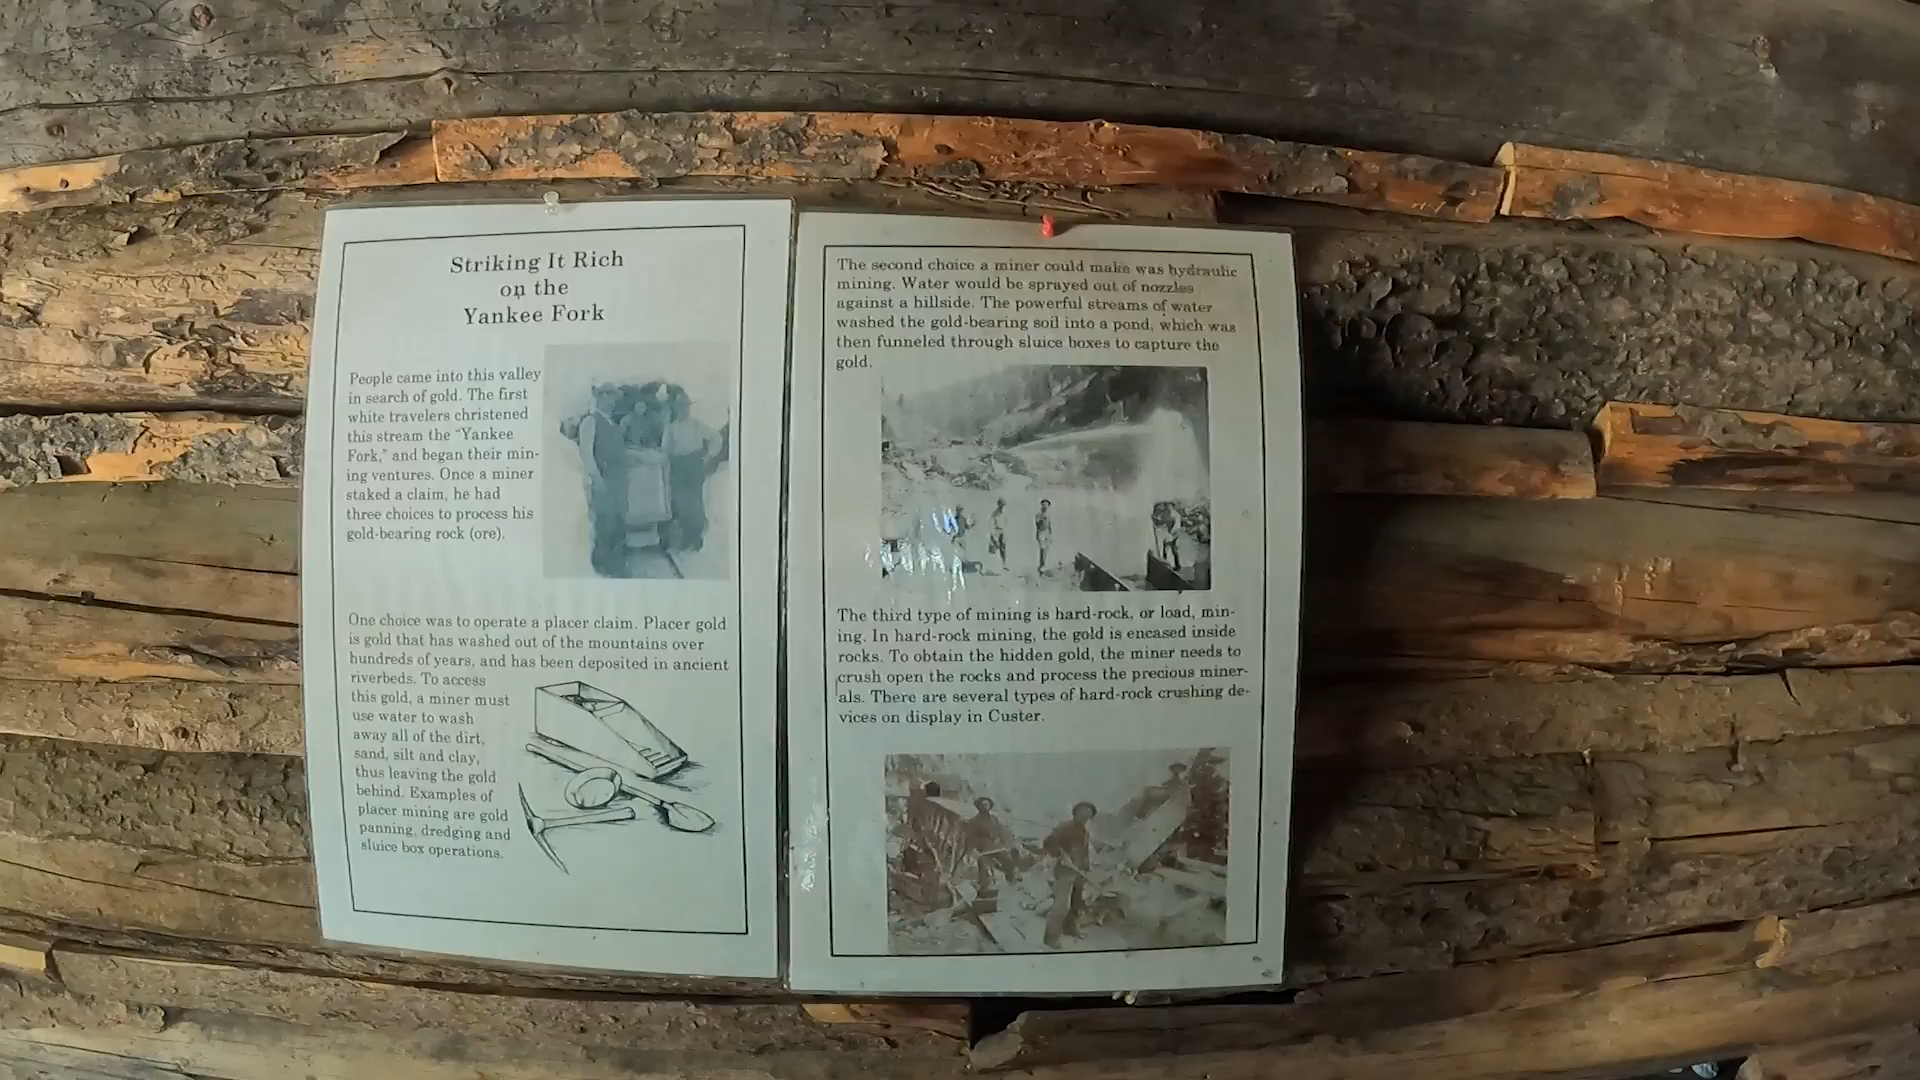 Striking It Rich
on the
Yankee Fork
People came into this valley
in search of gold. The first
white travelers christened
this stream the "Yankee
Fork," and began their min-
ing ventures. Once a miner
staked a claim, he had
three choices to process his
gold-bearing rock (ore).
One choice was to operate a placer claim. Placer gold
is gold that has washed out of the mountains over
hundreds of years, and has been deposited in ancient
riverbeds. To access
this gold, a miner must
use water to wash
away all of the dirt,
sand, silt and clay,
thus leaving the gold
behind. Examples of
placer mining are gold
panning, dredging and
sluice box operations.
The second choice a miner could make was hydraulic
mining. Water would be sprayed out of nozzles
against a hillside. The powerful streams of water
washed the gold-bearing soil into a pond, which was
then funneled through sluice boxes to capture the
gold.
The third type of mining is hard-rock, or load, min-
ing. In hard-rock mining, the gold is encased inside
rocks. To obtain the hidden gold, the miner needs to
crush open the rocks and process the precious miner-
als. There are several types of hard-rock crushing de-
vices on display in Custer.